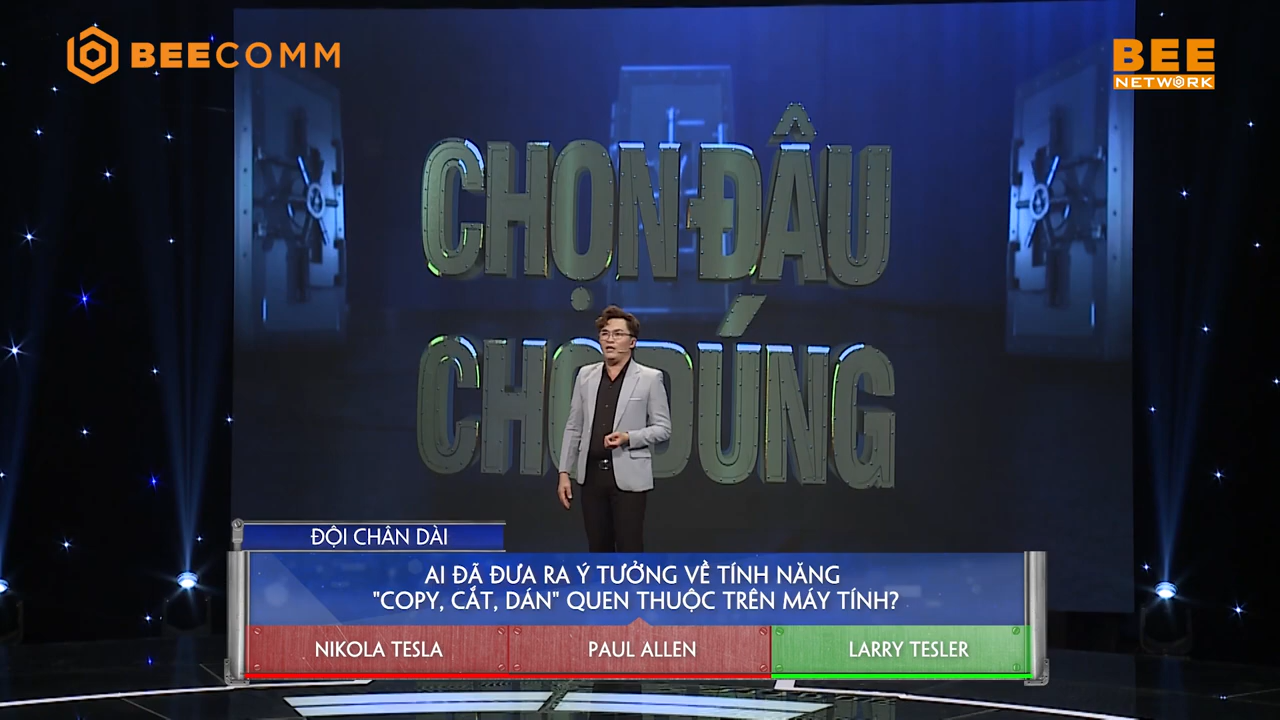 BEECOMM
BEE
NETWORK
CHỌN ĐÂU
CHO ĐÚNG
ĐỘI CHÂN DÀI
AI ĐÃ ĐƯA RA Ý TƯỞNG VỀ TÍNH NĂNG
"COPY, CẮT, DÁN" QUEN THUỘC TRÊN MÁY TÍNH?
NIKOLA TESLA
PAUL ALLEN
LARRY TESLER